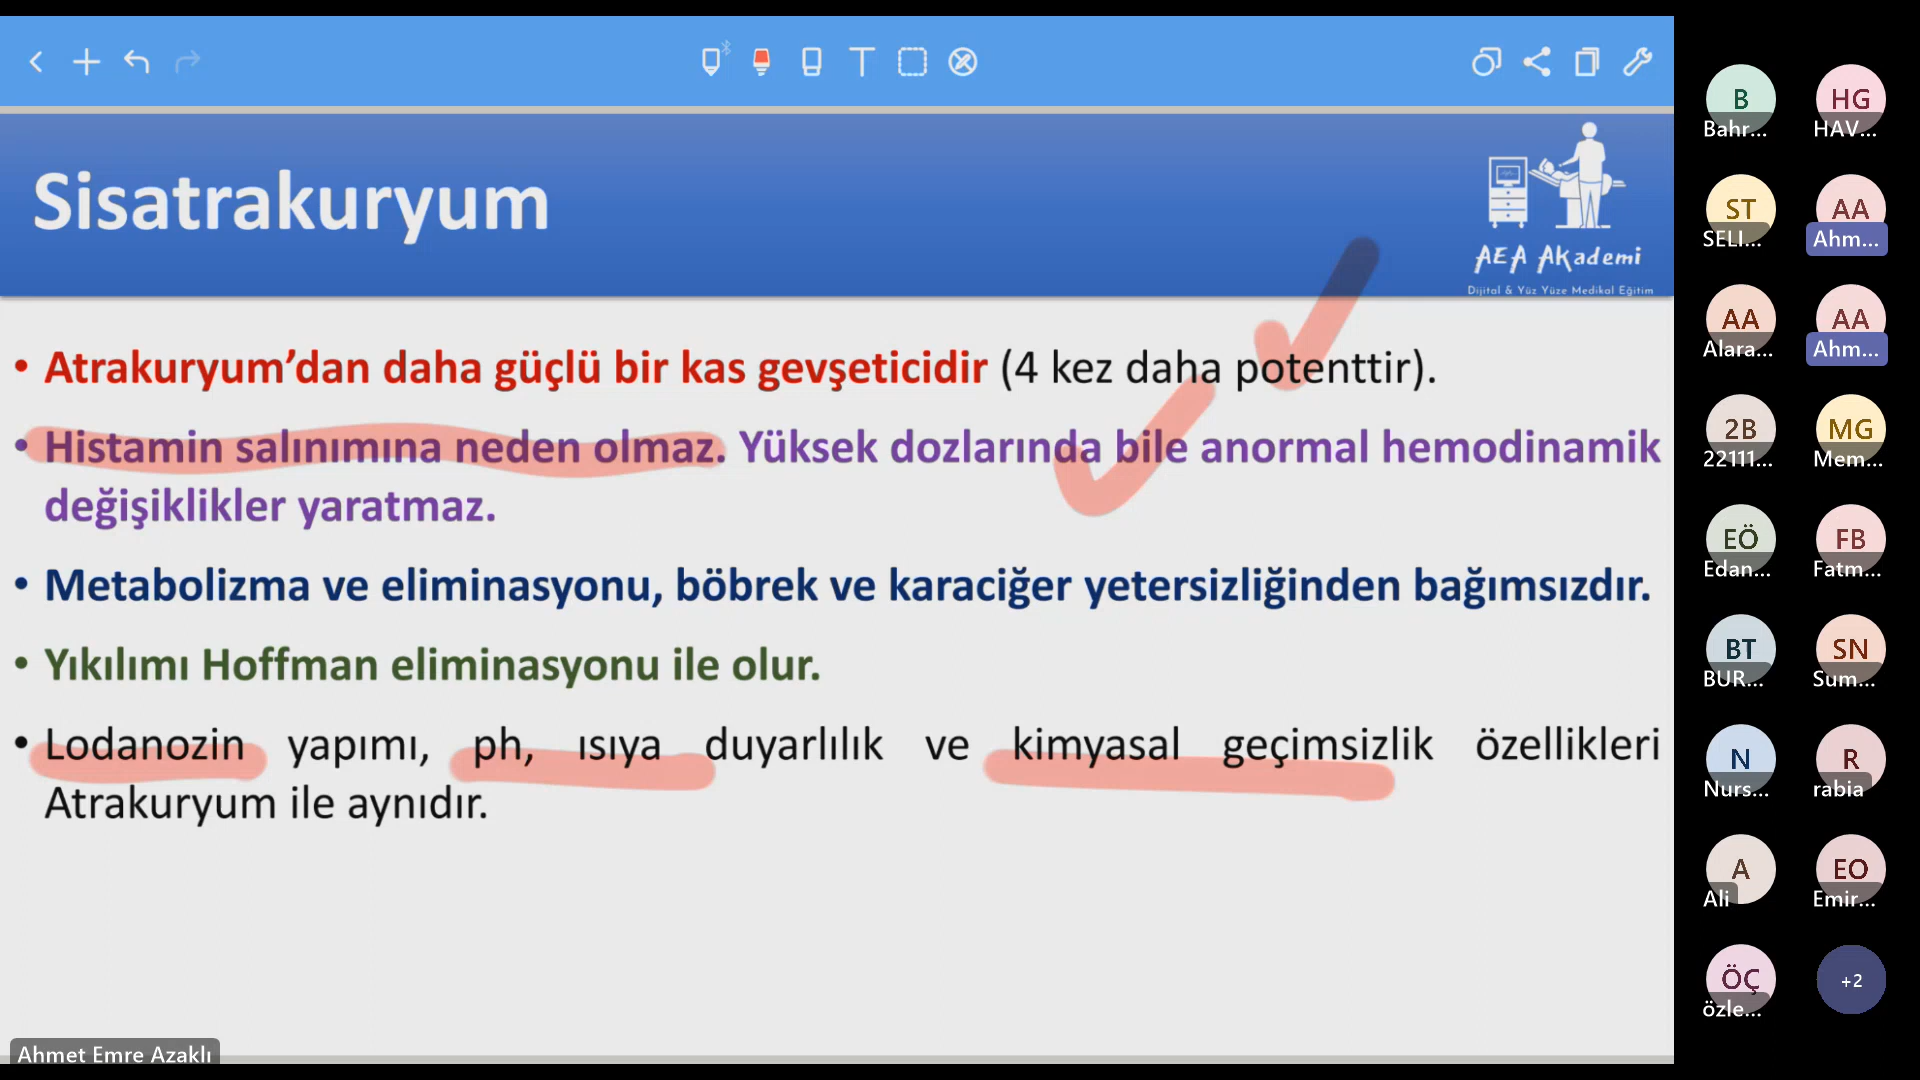 Sisatrakuryum
AEA AKademi
Dijital & Yüz Yüze Medikal Eğitim
• Atrakuryum’dan daha güçlü bir kas gevşeticidir (4 kez daha potenttir).
• Histamin salınımına neden olmaz. Yüksek dozlarında bile anormal hemodinamik
değişiklikler yaratmaz.
• Metabolizma ve eliminasyonu, böbrek ve karaciğer yetersizliğinden bağımsızdır.
• Yıkılımı Hoffman eliminasyonu ile olur.
• Lodanozin yapımı, ph, ısıya duyarlılık ve kimyasal geçimsizlik özellikleri
Atrakuryum ile aynıdır.
Ahmet Emre Azaklı
B
Bahr...
HG
HAV...
ST
SELI...
AA
Ahm...
AA
Alara...
AA
Ahm...
2B
22111...
MG
Mem...
EÖ
Edan...
FB
Fatm...
BT
BUR...
SN
Sum...
N
Nurs...
R
rabia
A
Ali
EO
Emir...
ÖÇ
özle...
+2